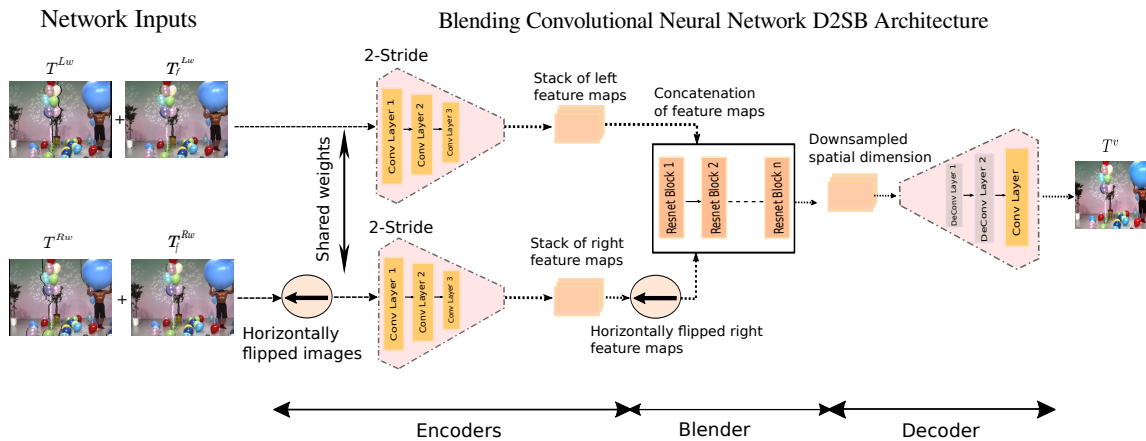 Network Inputs
Blending Convolutional Neural Network D2SB Architecture
T^{Lw}
T_f^{Lw}
+
2-Stride
Conv Layer 1
Conv Layer 2
Conv Layer 3
Stack of left
feature maps
Concatenation
of feature maps
Shared weights
Resnet Block 1
Resnet Block 2
Resnet Block n
Downsampled
spatial dimension
DeConv Layer 1
DeConv Layer 2
Conv Layer
T^v
T^{Rw}
T_f^{Rw}
+
Horizontally
flipped images
2-Stride
Conv Layer 1
Conv Layer 2
Conv Layer 3
Stack of right
feature maps
Horizontally flipped right
feature maps
Encoders
Blender
Decoder